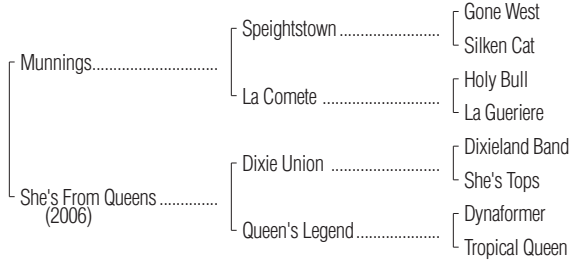 Gone West
Speightstown ....................
Silken Cat
Munnings.............................
Holy Bull
La Comete ........................
La Gueriere
Dixieland Band
Dixie Union ......................
She's Tops
She's From Queens .............
(2006)
Dynaformer
Queen's Legend..................
Tropical Queen